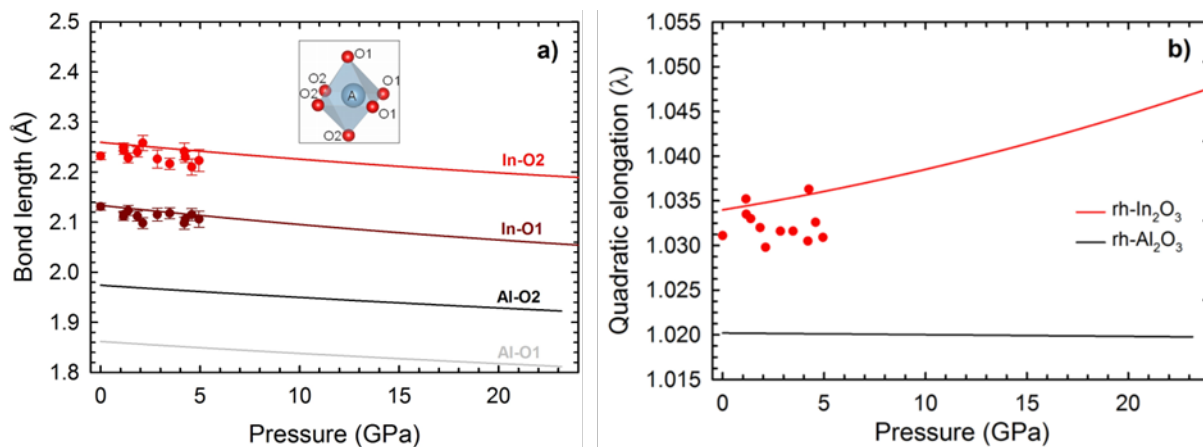 a)
2.5
2.4
2.3
2.2
2.1
2.0
1.9
1.8
Bond length (Å)
O1
O2
O1
A
O2
O1
O2
In-O2
In-O1
Al-O2
Al-O1
0 5 10 15 20
Pressure (GPa)
b)
1.055
1.050
1.045
1.040
1.035
1.030
1.025
1.020
1.015
Quadratic elongation (λ)
rh-In₂O₃
rh-Al₂O₃
0 5 10 15 20
Pressure (GPa)